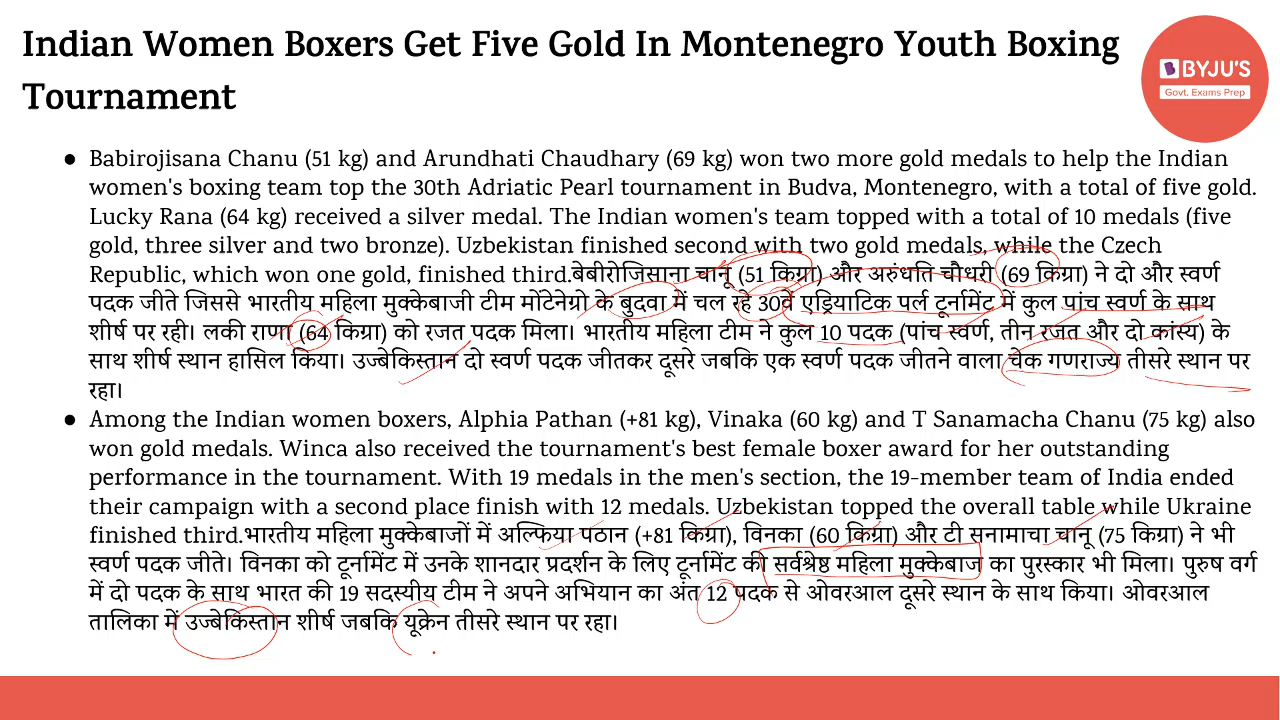 Indian Women Boxers Get Five Gold In Montenegro Youth Boxing
Tournament
BYJU'S
Govt. Exams Prep
● Babirojisana Chanu (51 kg) and Arundhati Chaudhary (69 kg) won two more gold medals to help the Indian
women's boxing team top the 30th Adriatic Pearl tournament in Budva, Montenegro, with a total of five gold.
Lucky Rana (64 kg) received a silver medal. The Indian women's team topped with a total of 10 medals (five
gold, three silver and two bronze). Uzbekistan finished second with two gold medals, while the Czech
Republic, which won one gold, finished third.बेबीरोजिसाना चानू (51 किग्रा) और अरुंधति चौधरी (69 किग्रा) ने दो और स्वर्ण
पदक जीते जिससे भारतीय महिला मुक्केबाजी टीम मोंटेनेग्रो के बुदवा में चल रहे 30वें एड्रियाटिक पर्ल टूर्नामेंट में कुल पांच स्वर्ण के साथ
शीर्ष पर रही। लकी राणा (64 किग्रा) को रजत पदक मिला। भारतीय महिला टीम ने कुल 10 पदक (पांच स्वर्ण, तीन रजत और दो कांस्य) के
साथ शीर्ष स्थान हासिल किया। उज्बेकिस्तान दो स्वर्ण पदक जीतकर दूसरे जबकि एक स्वर्ण पदक जीतने वाला चेक गणराज्य तीसरे स्थान पर
रहा।
● Among the Indian women boxers, Alphia Pathan (+81 kg), Vinaka (60 kg) and T Sanamacha Chanu (75 kg) also
won gold medals. Winca also received the tournament's best female boxer award for her outstanding
performance in the tournament. With 19 medals in the men's section, the 19-member team of India ended
their campaign with a second place finish with 12 medals. Uzbekistan topped the overall table while Ukraine
finished third.भारतीय महिला मुक्केबाजों में अल्फिया पठान (+81 किग्रा), विनका (60 किग्रा) और टी सनामाचा चानू (75 किग्रा) ने भी
स्वर्ण पदक जीते। विनका को टूर्नामेंट में उनके शानदार प्रदर्शन के लिए टूर्नामेंट की सर्वश्रेष्ठ महिला मुक्केबाज का पुरस्कार भी मिला। पुरुष वर्ग
में दो पदक के साथ भारत की 19 सदस्यीय टीम ने अपने अभियान का अंत 12 पदक से ओवरआल दूसरे स्थान के साथ किया। ओवरआल
तालिका में उज्बेकिस्तान शीर्ष जबकि यूक्रेन तीसरे स्थान पर रहा।